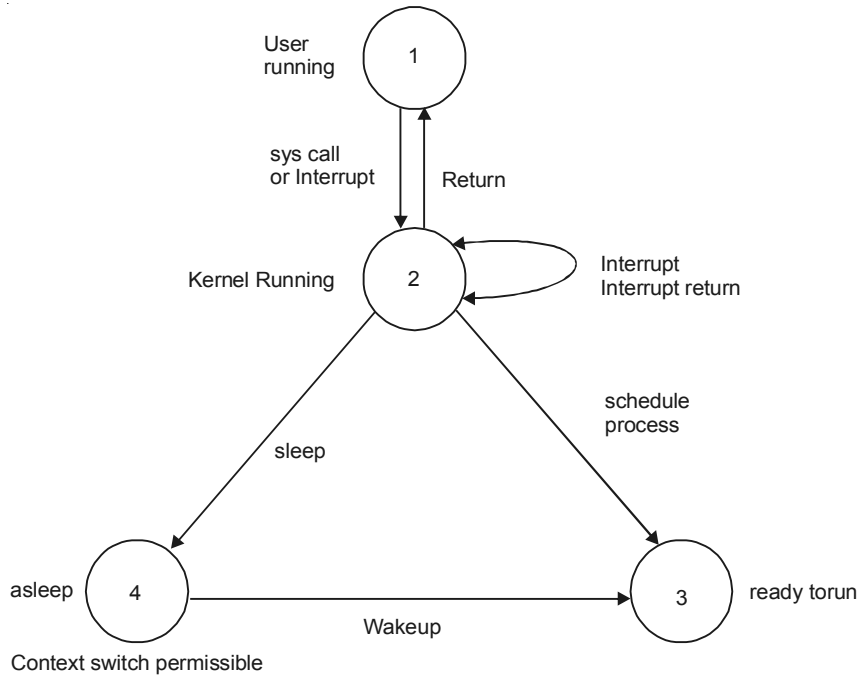 1
User
running
sys call
or Interrupt
Return
Kernel Running
2
Interrupt
Interrupt return
schedule
process
sleep
asleep
4
3
ready torun
Wakeup
Context switch permissible